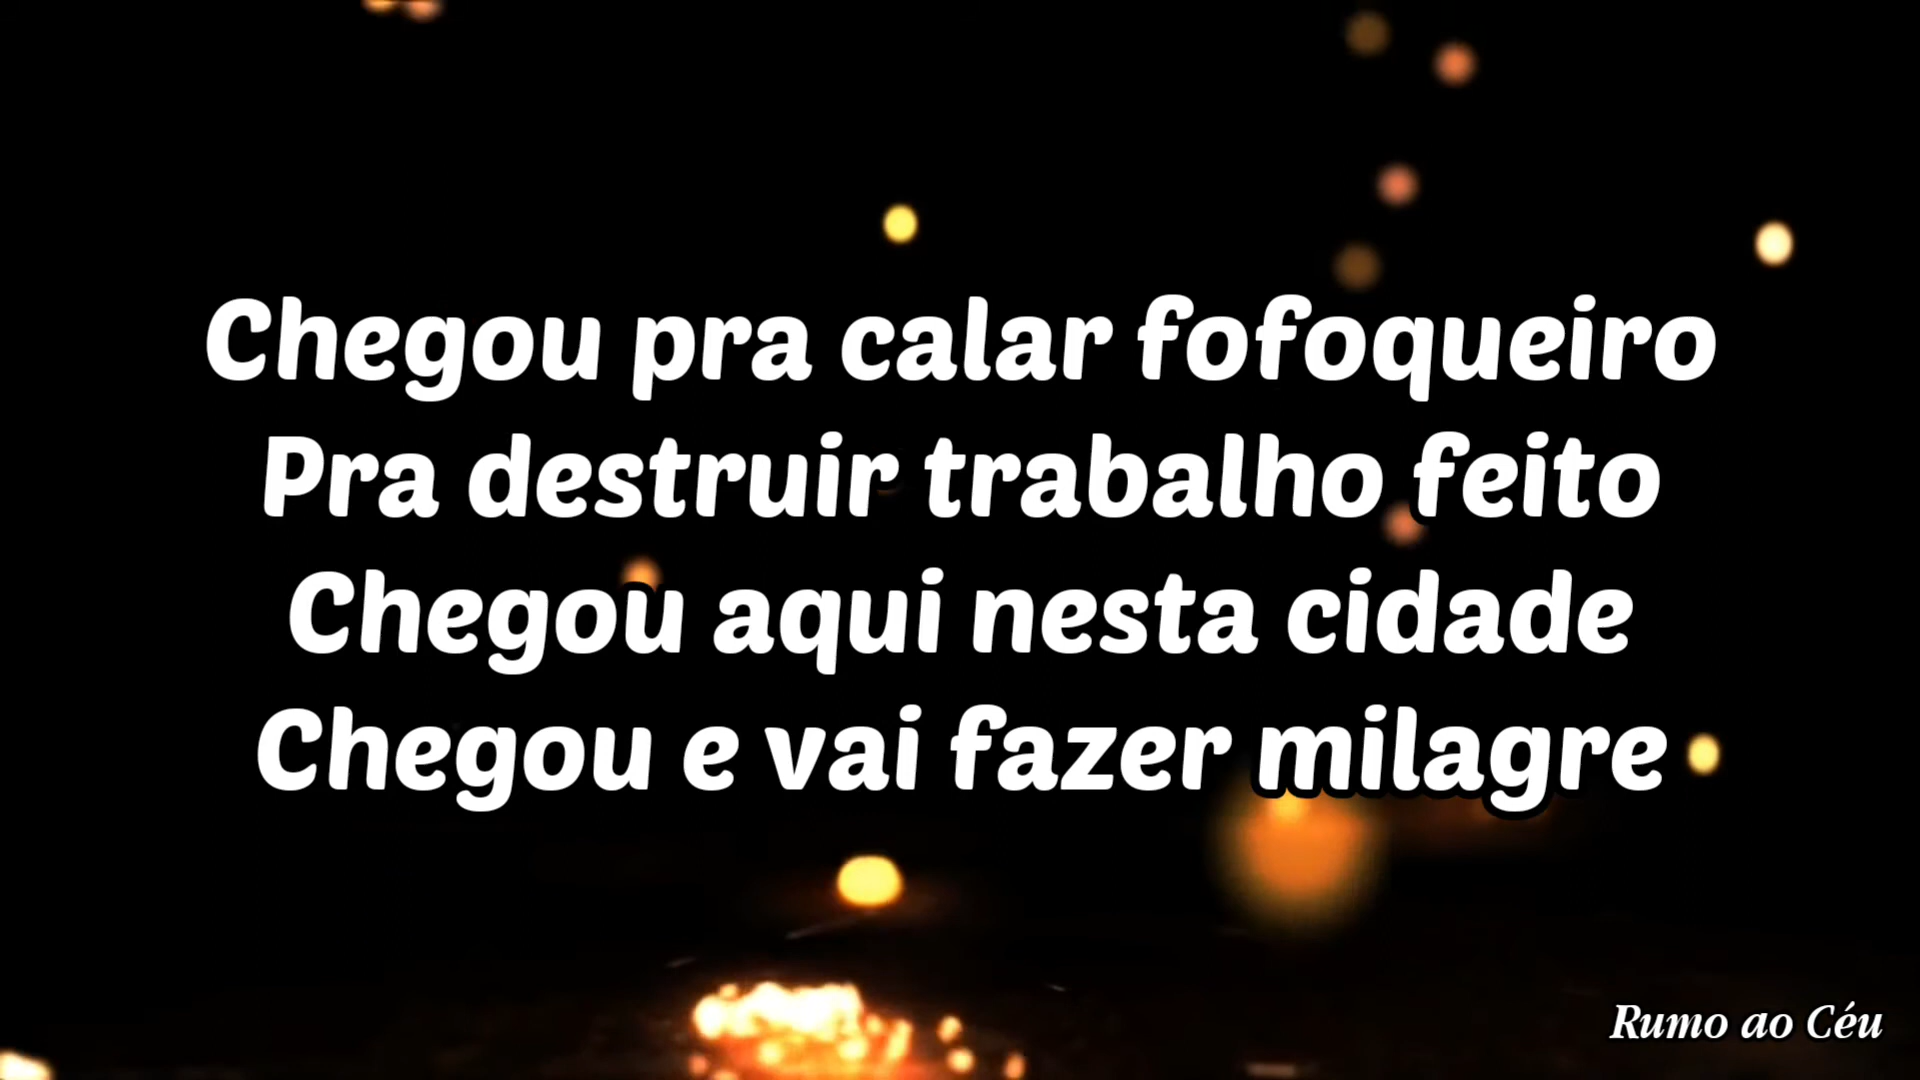 Chegou pra calar fofoqueiro
Pra destruir trabalho feito
Chegou aqui nesta cidade
Chegou e vai fazer milagre
Rumo ao Céu